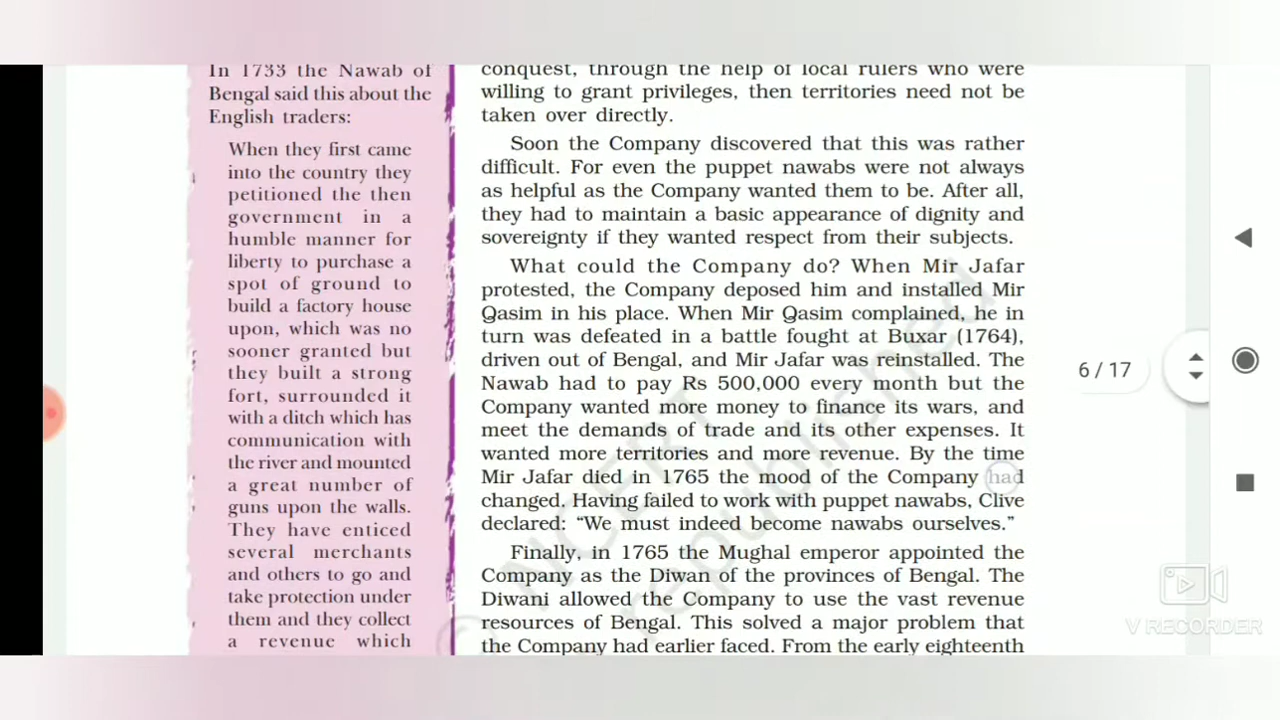 In 1733 the Nawab of
Bengal said this about the
English traders:
When they first came
into the country they
petitioned the then
government in a
humble manner for
liberty to purchase a
spot of ground to
build a factory house
upon, which was no
sooner granted but
they built a strong
fort, surrounded it
with a ditch which has
communication with
the river and mounted
a great number of
guns upon the walls.
They have enticed
several merchants
and others to go and
take protection under
them and they collect
a revenue which
conquest, through the help of local rulers who were
willing to grant privileges, then territories need not be
taken over directly.
Soon the Company discovered that this was rather
difficult. For even the puppet nawabs were not always
as helpful as the Company wanted them to be. After all,
they had to maintain a basic appearance of dignity and
sovereignty if they wanted respect from their subjects.
What could the Company do? When Mir Jafar
protested, the Company deposed him and installed Mir
Qasim in his place. When Mir Qasim complained, he in
turn was defeated in a battle fought at Buxar (1764),
driven out of Bengal, and Mir Jafar was reinstalled. The
Nawab had to pay Rs 500,000 every month but the
Company wanted more money to finance its wars, and
meet the demands of trade and its other expenses. It
wanted more territories and more revenue. By the time
Mir Jafar died in 1765 the mood of the Company had
changed. Having failed to work with puppet nawabs, Clive
declared: “We must indeed become nawabs ourselves.”
Finally, in 1765 the Mughal emperor appointed the
Company as the Diwan of the provinces of Bengal. The
Diwani allowed the Company to use the vast revenue
resources of Bengal. This solved a major problem that
the Company had earlier faced. From the early eighteenth
© NCERT
republished
6 / 17
V RECORDER